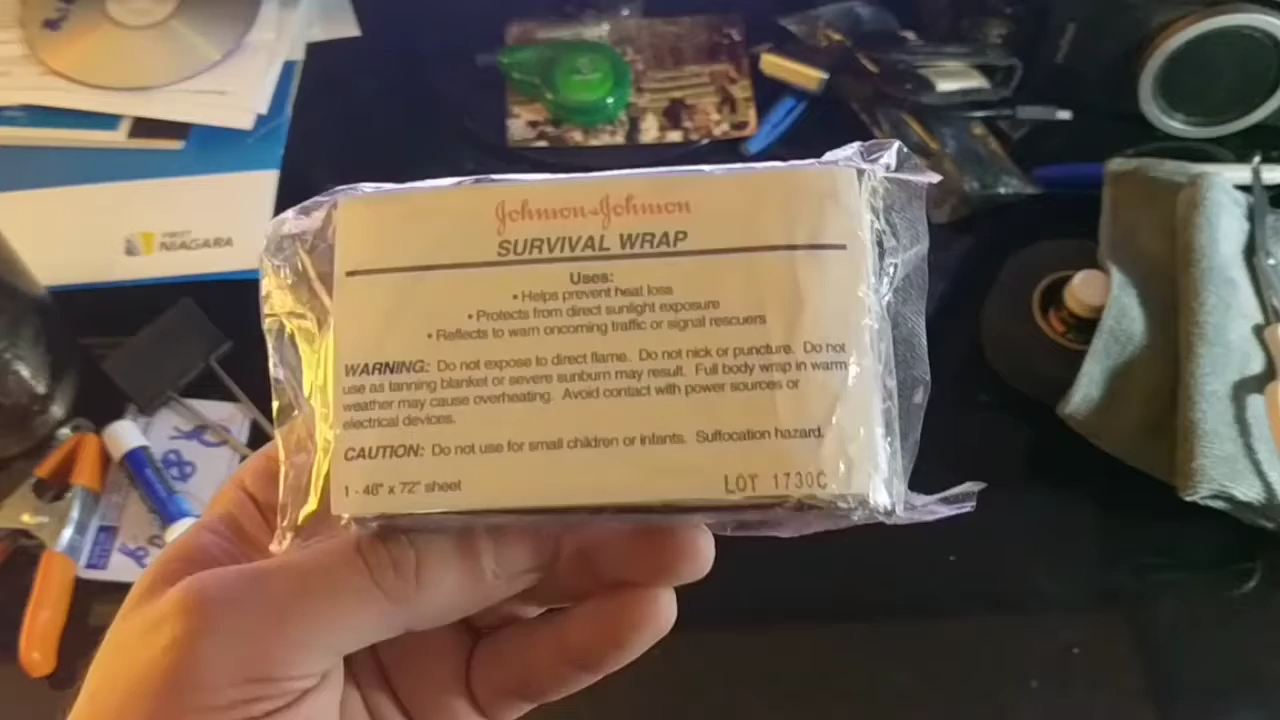 FIRST
NIAGARA
Johnson & Johnson
SURVIVAL WRAP
Uses:
• Helps prevent heat loss
• Protects from direct sunlight exposure
• Reflects to warn oncoming traffic or signal rescuers
WARNING: Do not expose to direct flame. Do not nick or puncture. Do not
use as tanning blanket or severe sunburn may result. Full body wrap in warm
weather may cause overheating. Avoid contact with power sources or
electrical devices.
CAUTION: Do not use for small children or infants. Suffocation hazard.
1 - 48" x 72" sheet
LOT 1730C